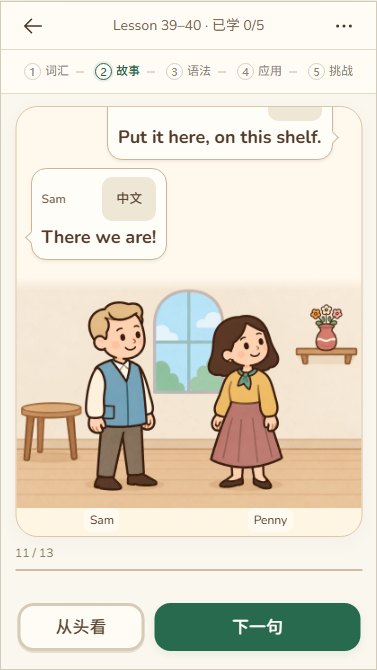 Lesson 39–40 · 已学 0/5
1 词汇 2 故事 3 语法 4 应用 5 挑战
Put it here, on this shelf.
Sam 中文
There we are!
Sam Penny
11 / 13
从头看 下一句